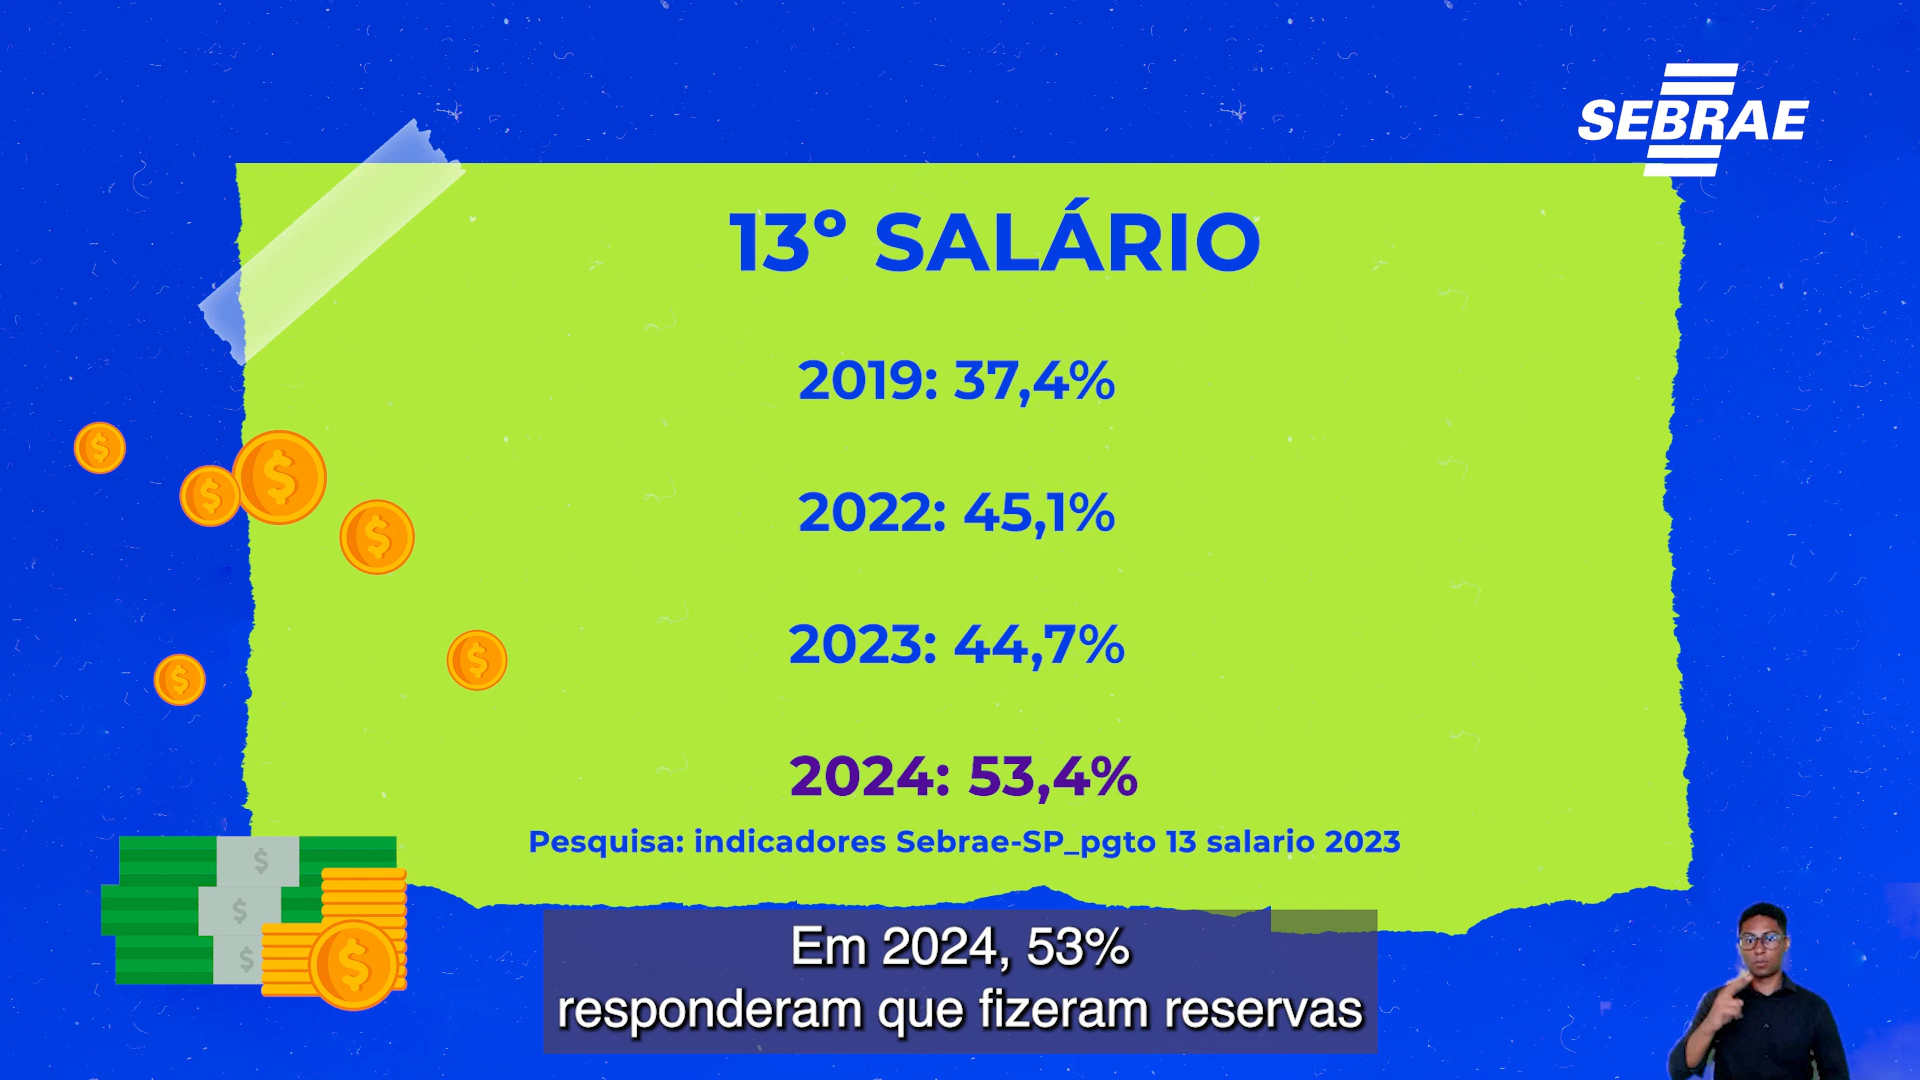 SEBRAE
13º SALÁRIO
2019: 37,4%
2022: 45,1%
2023: 44,7%
2024: 53,4%
Pesquisa: indicadores Sebrae-SP_pgto 13 salario 2023
Em 2024, 53%
responderam que fizeram reservas